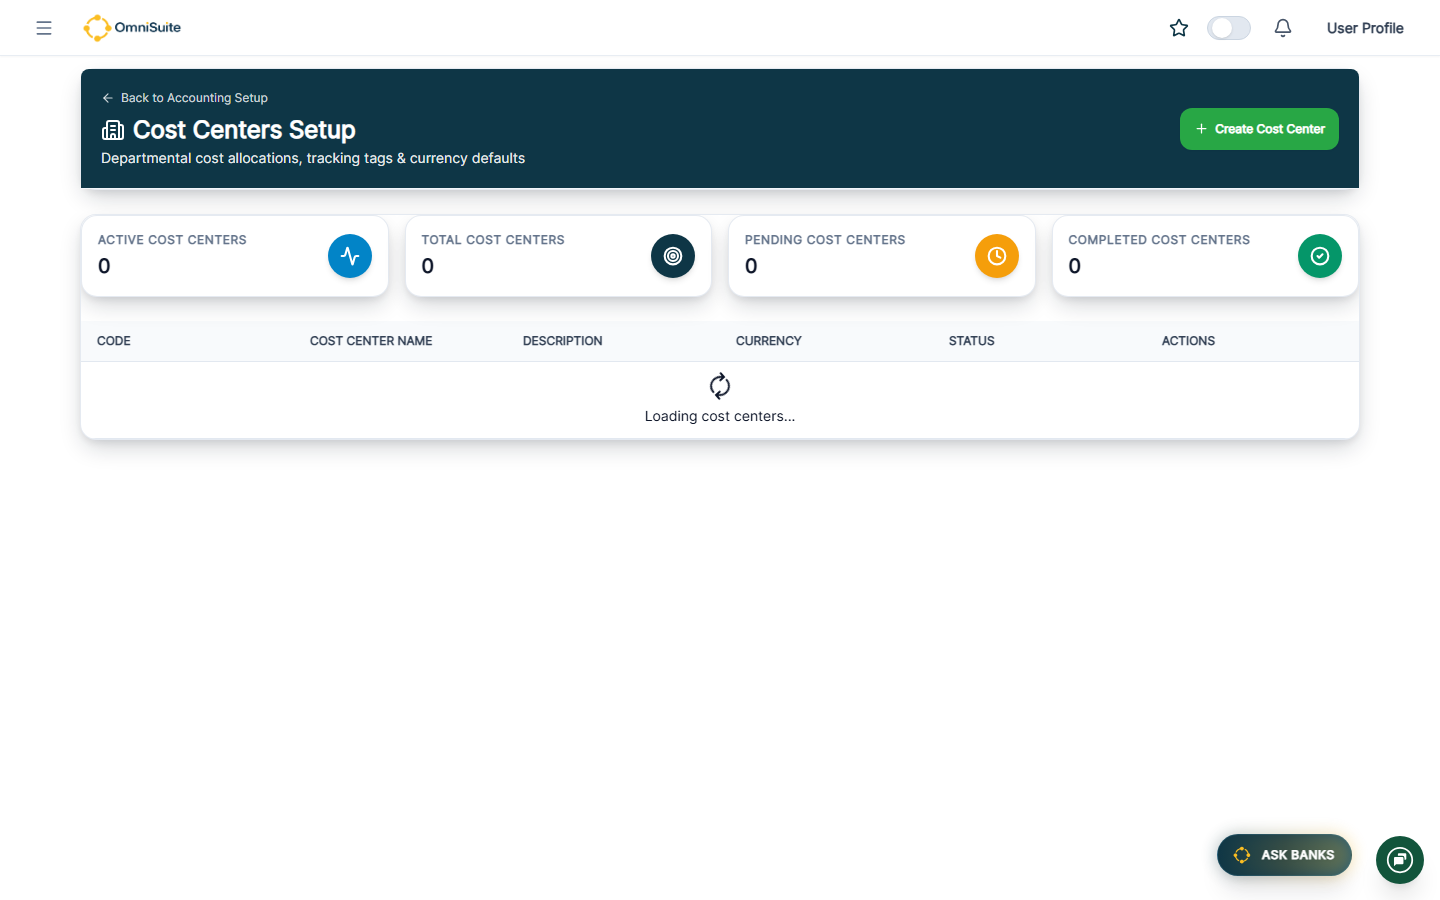 OmniSuite
User Profile
Back to Accounting Setup
Cost Centers Setup
Departmental cost allocations, tracking tags & currency defaults
Create Cost Center
ACTIVE COST CENTERS
0
TOTAL COST CENTERS
0
PENDING COST CENTERS
0
COMPLETED COST CENTERS
0
CODE COST CENTER NAME DESCRIPTION CURRENCY STATUS ACTIONS
Loading cost centers...
ASK BANKS